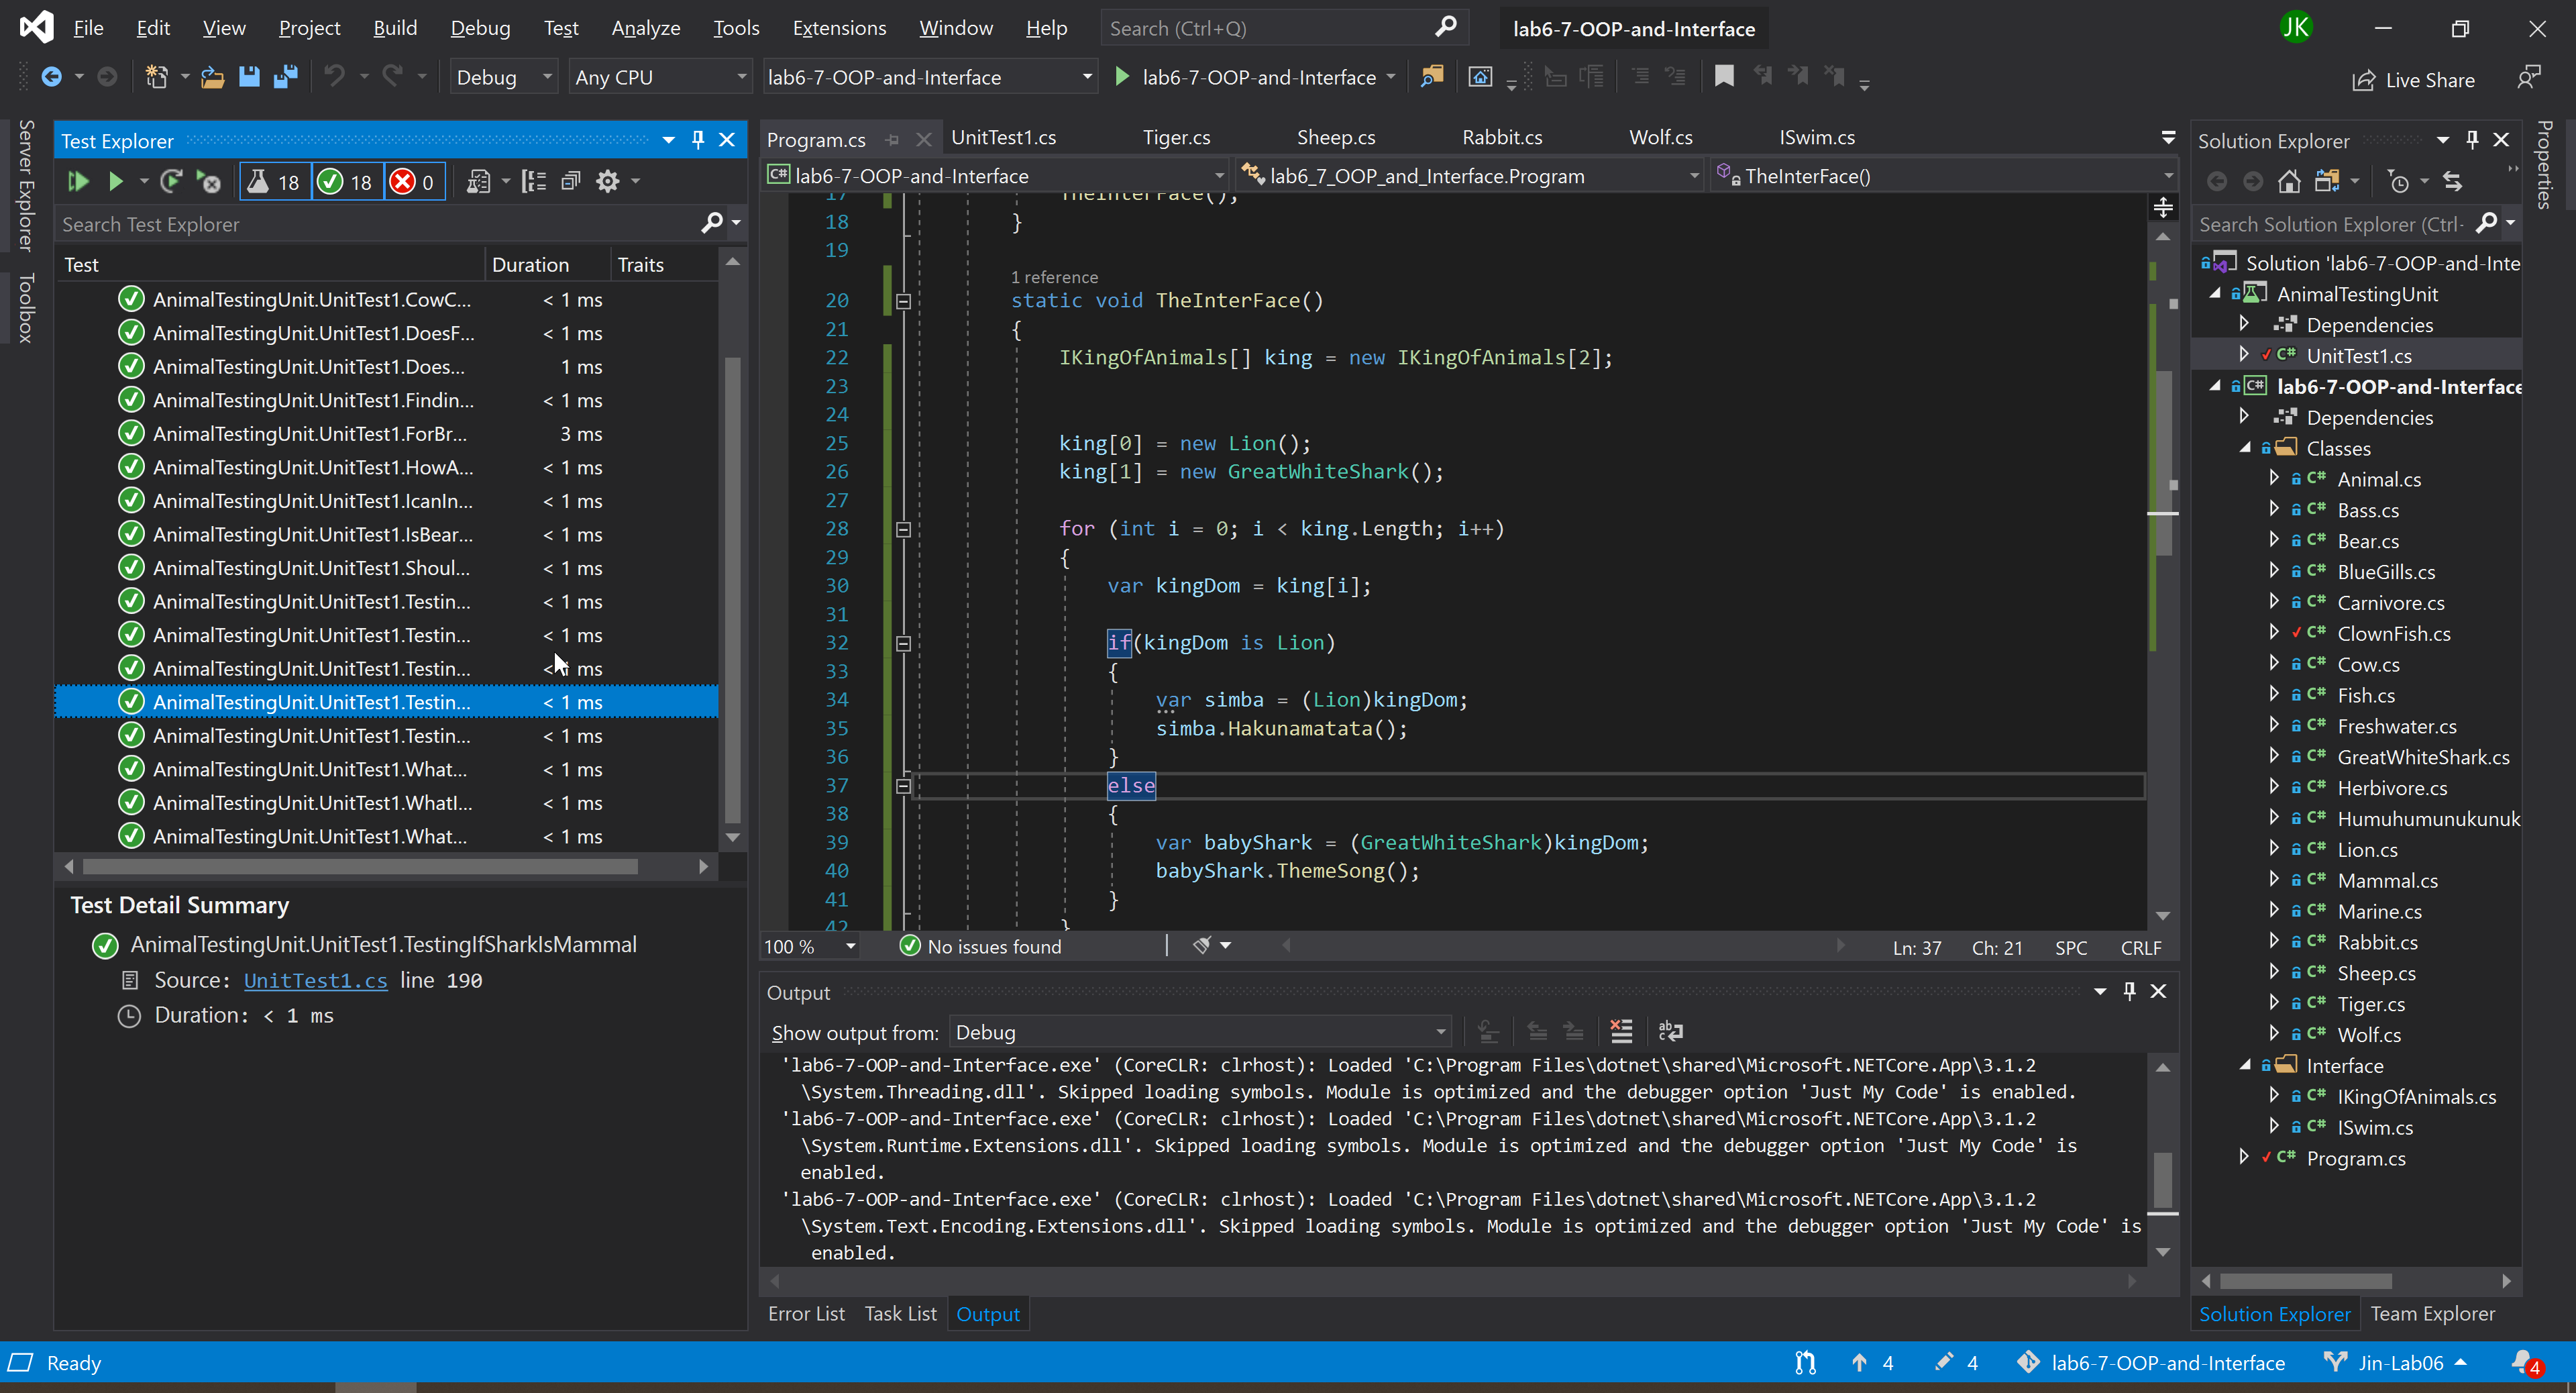 File Edit View Project Build Debug Test Analyze Tools Extensions Window Help Search (Ctrl+Q) lab6-7-OOP-and-Interface JK
Debug Any CPU lab6-7-OOP-and-Interface lab6-7-OOP-and-Interface Live Share
Server Explorer
Toolbox
Test Explorer
18 18 0
Search Test Explorer
Test Duration Traits
AnimalTestingUnit.UnitTest1.CowC... < 1 ms
AnimalTestingUnit.UnitTest1.DoesF... < 1 ms
AnimalTestingUnit.UnitTest1.Does... 1 ms
AnimalTestingUnit.UnitTest1.Findin... < 1 ms
AnimalTestingUnit.UnitTest1.ForBr... 3 ms
AnimalTestingUnit.UnitTest1.HowA... < 1 ms
AnimalTestingUnit.UnitTest1.IcanIn... < 1 ms
AnimalTestingUnit.UnitTest1.IsBear... < 1 ms
AnimalTestingUnit.UnitTest1.Shoul... < 1 ms
AnimalTestingUnit.UnitTest1.Testin... < 1 ms
AnimalTestingUnit.UnitTest1.Testin... < 1 ms
AnimalTestingUnit.UnitTest1.Testin... < ms
AnimalTestingUnit.UnitTest1.Testin... < 1 ms
AnimalTestingUnit.UnitTest1.Testin... < 1 ms
AnimalTestingUnit.UnitTest1.What... < 1 ms
AnimalTestingUnit.UnitTest1.WhatI... < 1 ms
AnimalTestingUnit.UnitTest1.What... < 1 ms
Test Detail Summary
AnimalTestingUnit.UnitTest1.TestingIfSharkIsMammal
Source: UnitTest1.cs line 190
Duration: < 1 ms
Program.cs UnitTest1.cs Tiger.cs Sheep.cs Rabbit.cs Wolf.cs ISwim.cs
C# lab6-7-OOP-and-Interface lab6_7_OOP_and_Interface.Program TheInterFace()
17 TheInterFace();
18 }
19
1 reference
20 static void TheInterFace()
21 {
22 IKingOfAnimals[] king = new IKingOfAnimals[2];
23
24
25 king[0] = new Lion();
26 king[1] = new GreatWhiteShark();
27
28 for (int i = 0; i < king.Length; i++)
29 {
30 var kingDom = king[i];
31
32 if(kingDom is Lion)
33 {
34 var simba = (Lion)kingDom;
35 simba.Hakunamatata();
36 }
37 else
38 {
39 var babyShark = (GreatWhiteShark)kingDom;
40 babyShark.ThemeSong();
41 }
42 }
100 % No issues found Ln: 37 Ch: 21 SPC CRLF
Output
Show output from: Debug
'lab6-7-OOP-and-Interface.exe' (CoreCLR: clrhost): Loaded 'C:\Program Files\dotnet\shared\Microsoft.NETCore.App\3.1.2
\System.Threading.dll'. Skipped loading symbols. Module is optimized and the debugger option 'Just My Code' is enabled.
'lab6-7-OOP-and-Interface.exe' (CoreCLR: clrhost): Loaded 'C:\Program Files\dotnet\shared\Microsoft.NETCore.App\3.1.2
\System.Runtime.Extensions.dll'. Skipped loading symbols. Module is optimized and the debugger option 'Just My Code' is
enabled.
'lab6-7-OOP-and-Interface.exe' (CoreCLR: clrhost): Loaded 'C:\Program Files\dotnet\shared\Microsoft.NETCore.App\3.1.2
\System.Text.Encoding.Extensions.dll'. Skipped loading symbols. Module is optimized and the debugger option 'Just My Code' is
enabled.
Error List Task List Output
Solution Explorer
Search Solution Explorer (Ctrl-
Solution 'lab6-7-OOP-and-Inte
AnimalTestingUnit
Dependencies
C# UnitTest1.cs
C# lab6-7-OOP-and-Interface
Dependencies
Classes
C# Animal.cs
C# Bass.cs
C# Bear.cs
C# BlueGills.cs
C# Carnivore.cs
C# ClownFish.cs
C# Cow.cs
C# Fish.cs
C# Freshwater.cs
C# GreatWhiteShark.cs
C# Herbivore.cs
C# Humuhumunukunuk
C# Lion.cs
C# Mammal.cs
C# Marine.cs
C# Rabbit.cs
C# Sheep.cs
C# Tiger.cs
C# Wolf.cs
Interface
C# IKingOfAnimals.cs
C# ISwim.cs
C# Program.cs
Solution Explorer Team Explorer
Properties
Ready 4 4 lab6-7-OOP-and-Interface Jin-Lab06 4